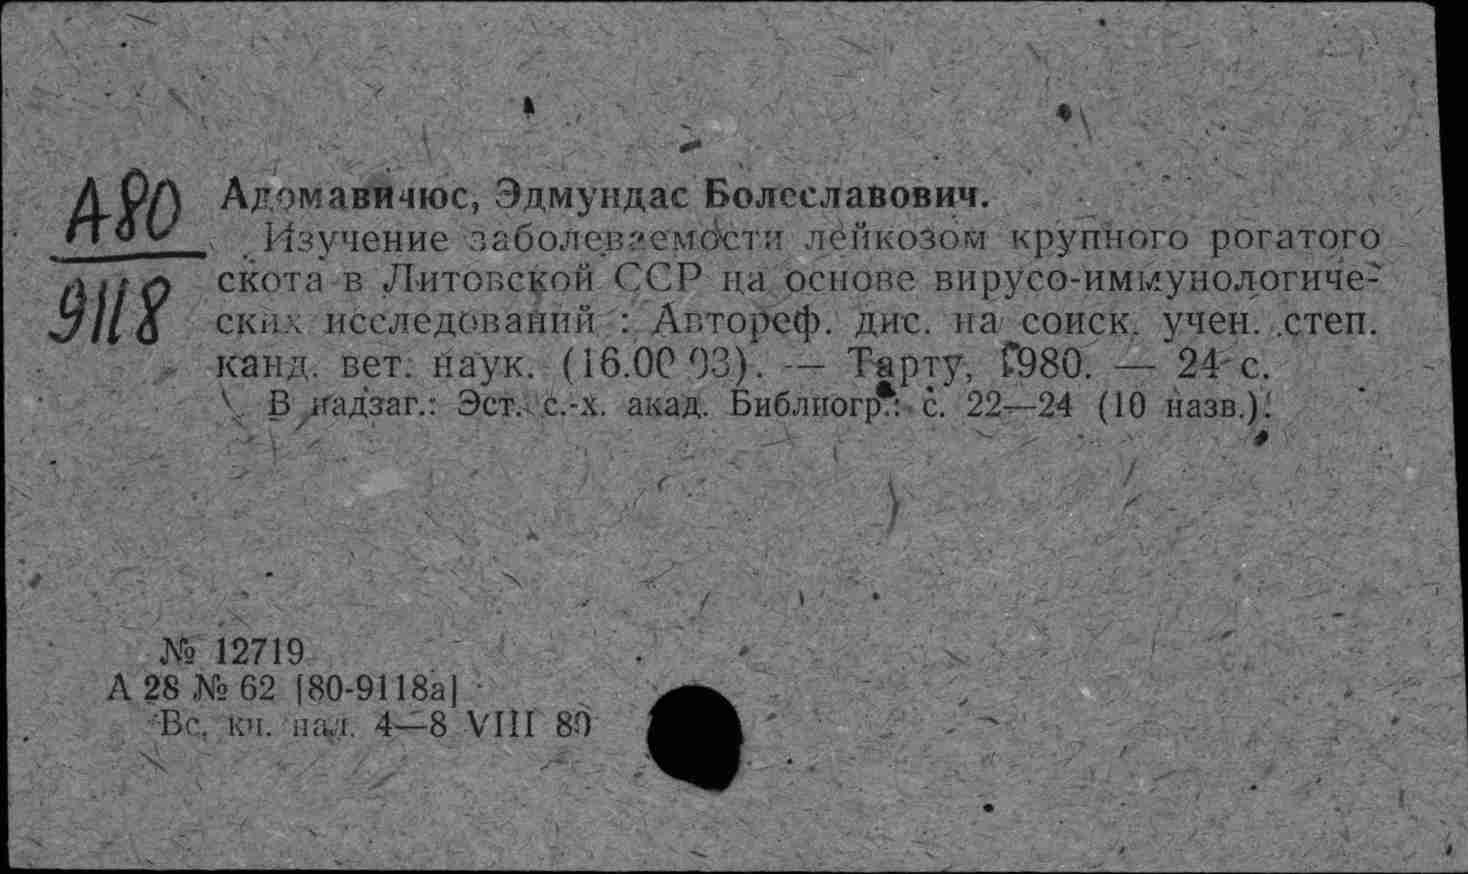 А80
9118
Адомавичюс, Эдмундас Болеславович.
Изучение заболеваемости лейкозом крупного рогатого
скота в Литовской ССР на основе вирусо-иммунологиче-
ских исследований : Автореф. дис. на соиск. учен. степ.
канд. вет. наук. (16.00 03). — Тарту, 1980. — 24 с.
В надзаг.: Эст. с.-х. акад. Библиогр.: с. 22—24 (10 назв.).
№ 12719
А 28 № 62 [80-9118а]
Вс. кн. пал. 4—8 VIII 80